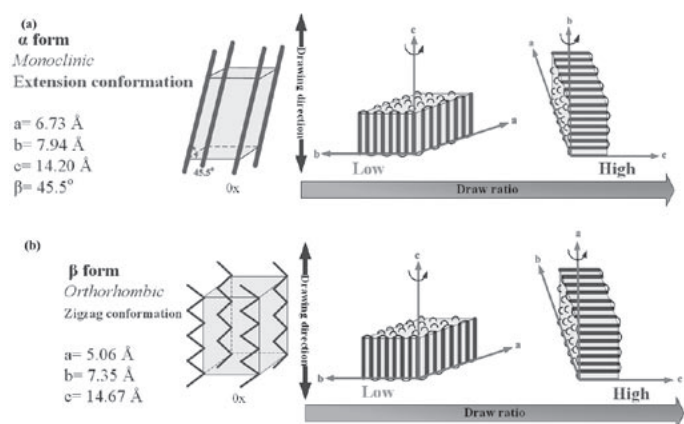 (a)
α form
Monoclinic
Extension conformation
a= 6.73 Å
b= 7.94 Å
c= 14.20 Å
β= 45.5°
45.5°
0x
Drawing direction
c
a
b
Low
b
a
c
High
Draw ratio
(b)
β form
Orthorhombic
Zigzag conformation
a= 5.06 Å
b= 7.35 Å
c= 14.67 Å
0x
Drawing direction
c
a
b
Low
a
b
c
High
Draw ratio